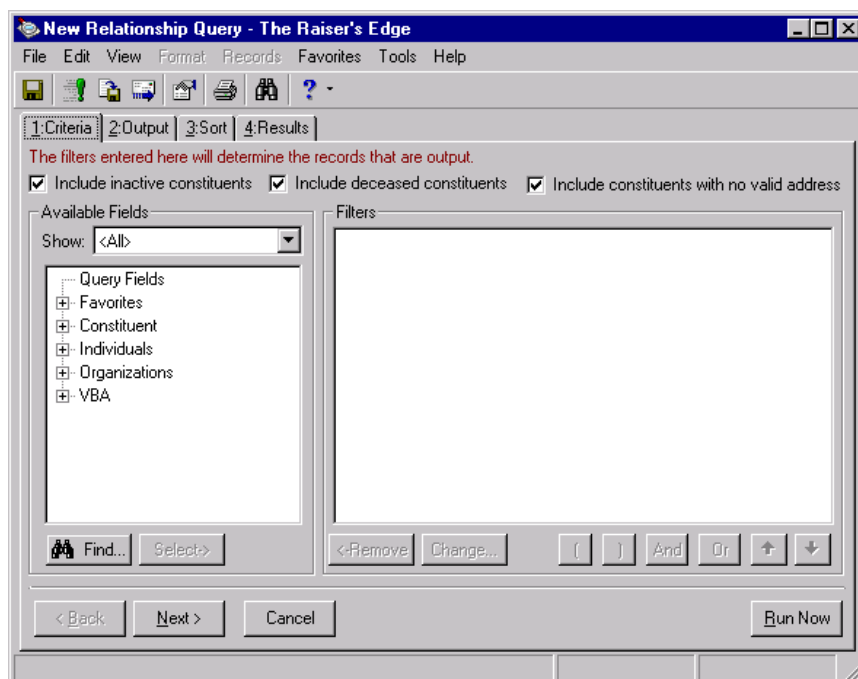 New Relationship Query - The Raiser's Edge
File Edit View Format Records Favorites Tools Help
?
1:Criteria 2:Output 3:Sort 4:Results
The filters entered here will determine the records that are output.
Include inactive constituents Include deceased constituents Include constituents with no valid address
Available Fields Filters
Show: <All>
Query Fields
Favorites
Constituent
Individuals
Organizations
VBA
Find... Select-> <-Remove Change... ( ) And Or
< Back Next > Cancel Run Now